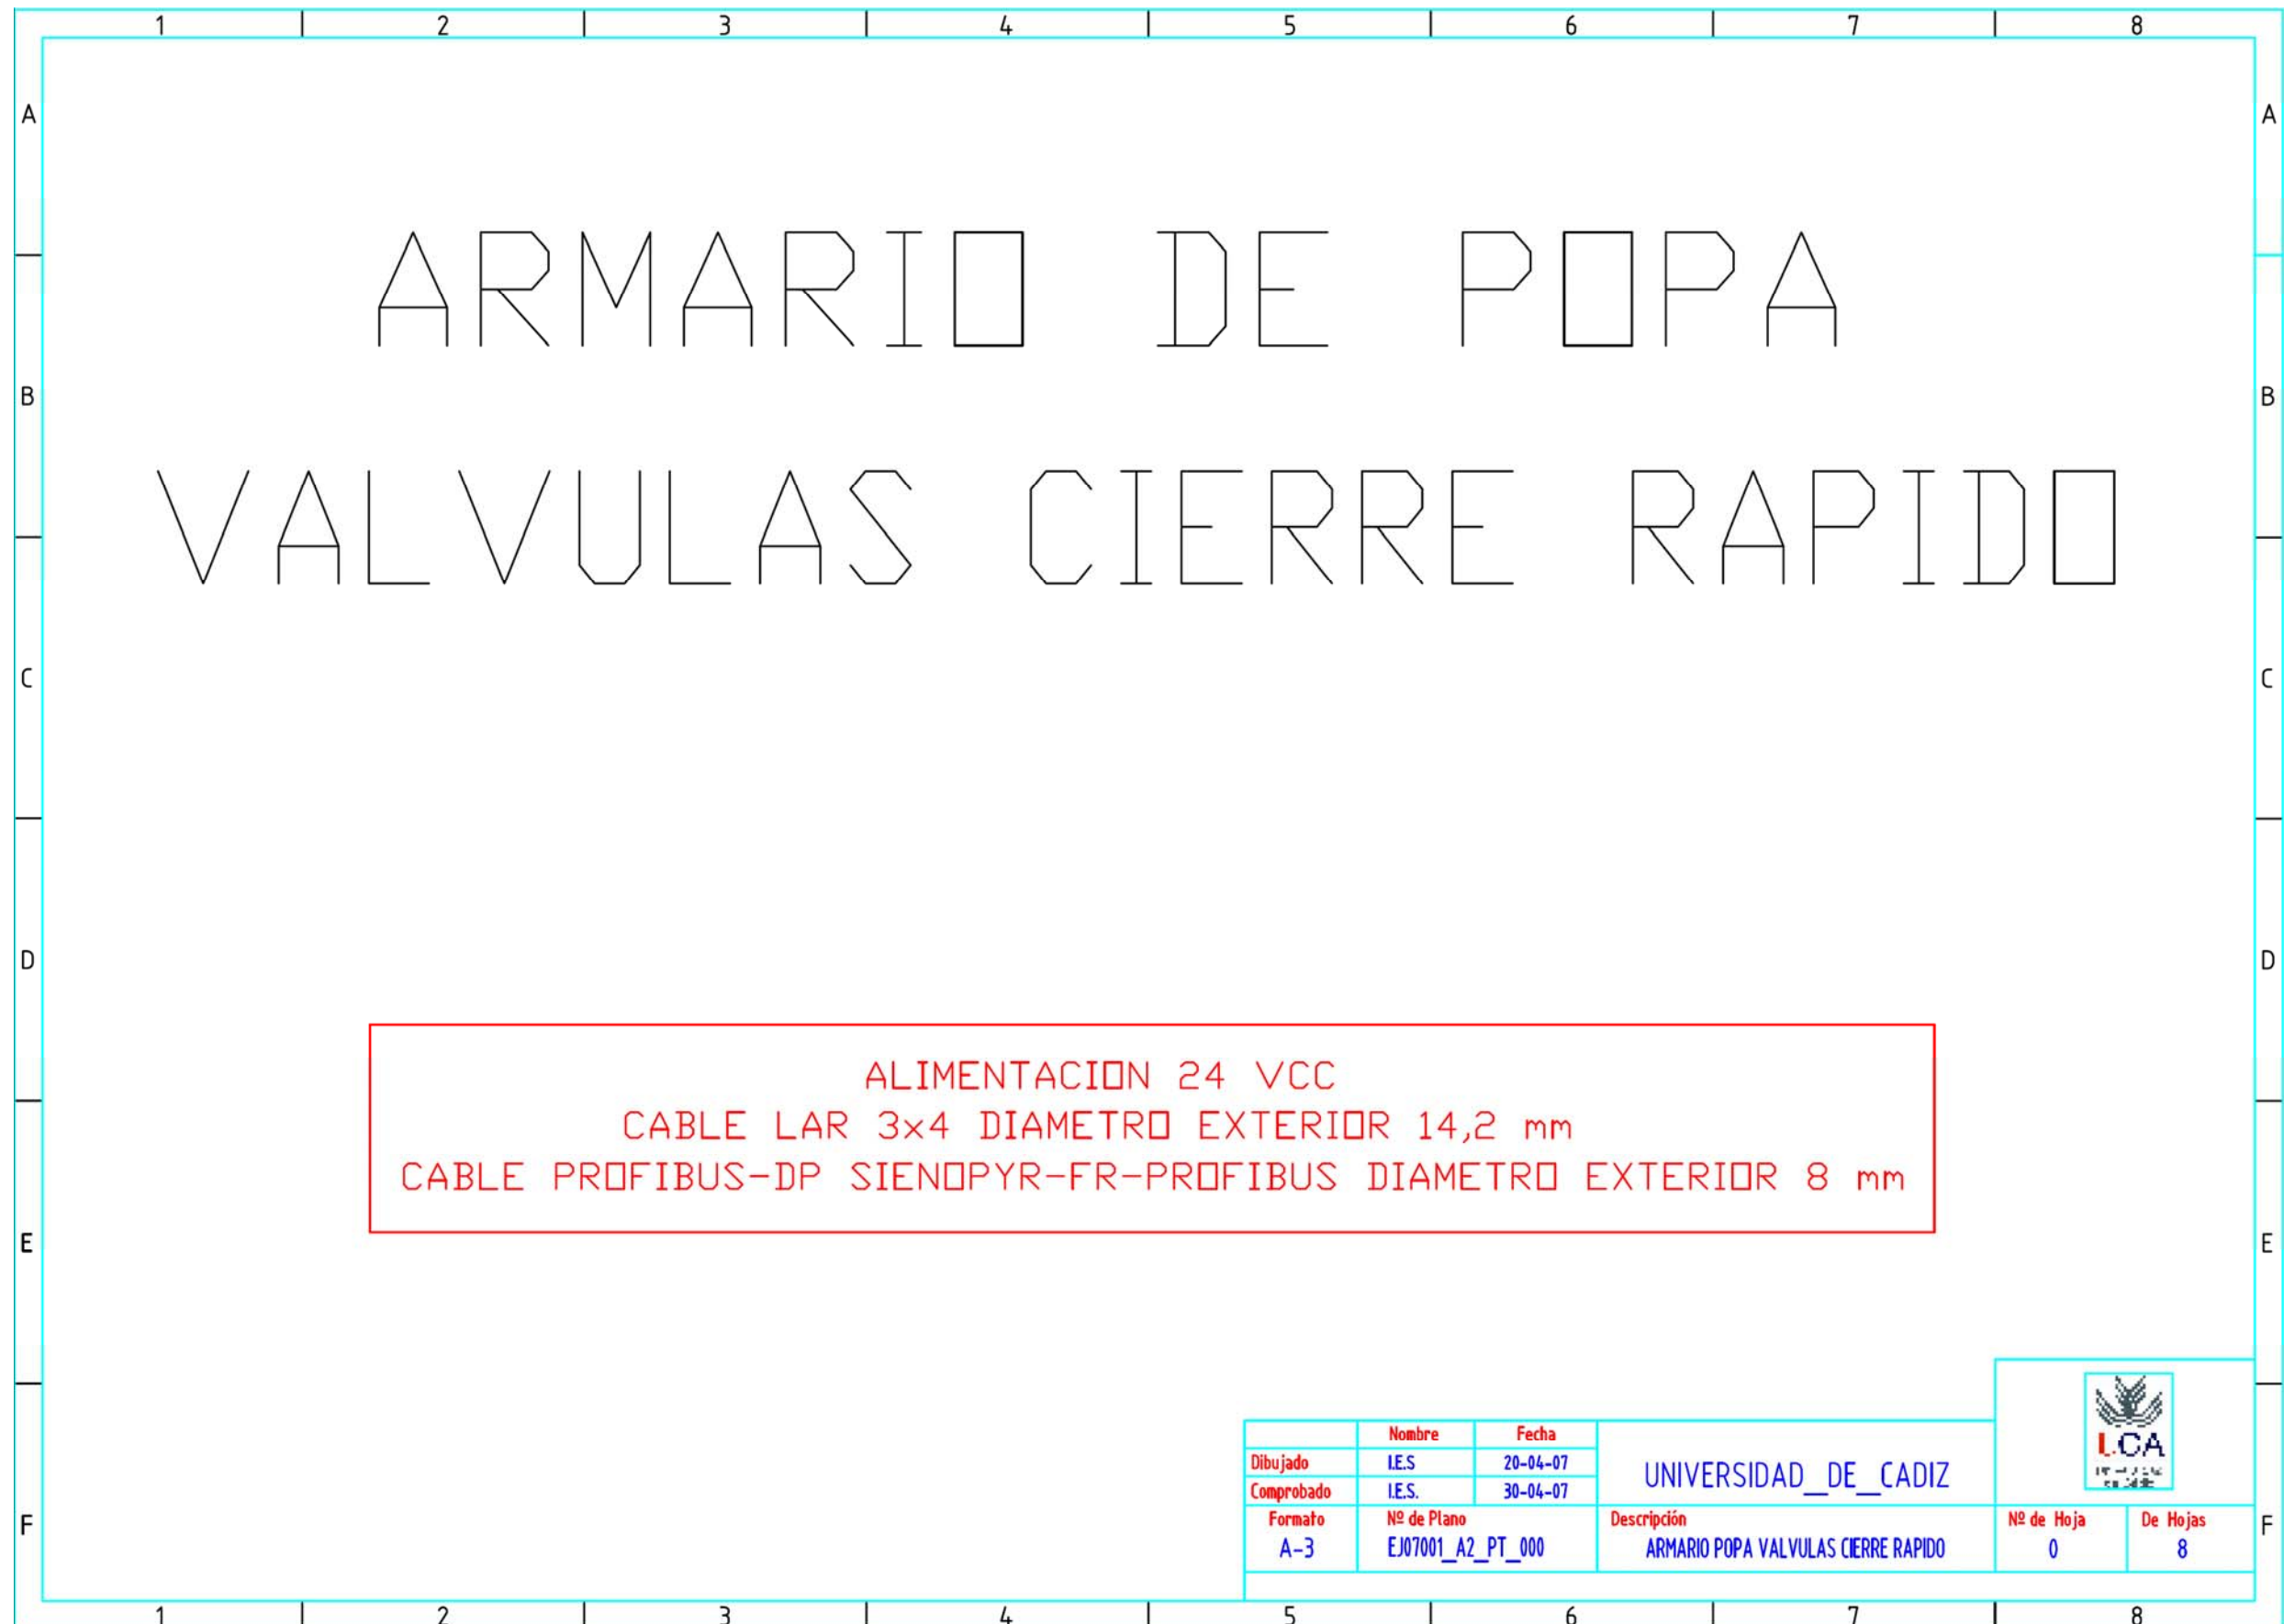 1 2 3 4 5 6 7 8
A A
ARMARIO DE POPA
B B
VALVULAS CIERRE RAPIDO
C C
D D
ALIMENTACION 24 VCC
CABLE LAR 3x4 DIAMETRO EXTERIOR 14,2 mm
CABLE PROFIBUS-DP SIENOPYR-FR-PROFIBUS DIAMETRO EXTERIOR 8 mm
E E
Nombre Fecha
Dibujado I.E.S 20-04-07
Comprobado I.E.S. 30-04-07
UNIVERSIDAD_DE_CADIZ
UCA
Formato Nº de Plano Descripción Nº de Hoja De Hojas
A-3 EJ07001_A2_PT_000 ARMARIO POPA VALVULAS CIERRE RAPIDO 0 8
F F
1 2 3 4 5 6 7 8